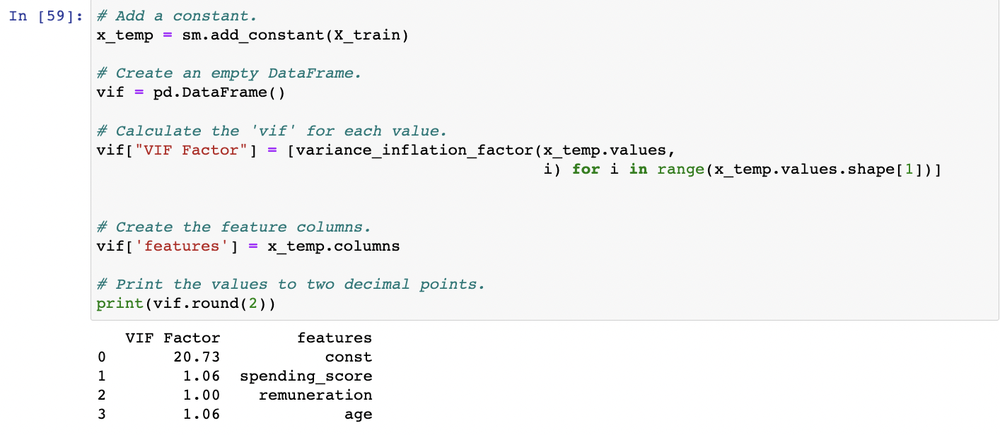 In [59]: # Add a constant.
x_temp = sm.add_constant(X_train)
# Create an empty DataFrame.
vif = pd.DataFrame()
# Calculate the 'vif' for each value.
vif["VIF Factor"] = [variance_inflation_factor(x_temp.values,
i) for i in range(x_temp.values.shape[1])]
# Create the feature columns.
vif['features'] = x_temp.columns
# Print the values to two decimal points.
print(vif.round(2))
VIF Factor features
0 20.73 const
1 1.06 spending_score
2 1.00 remuneration
3 1.06 age